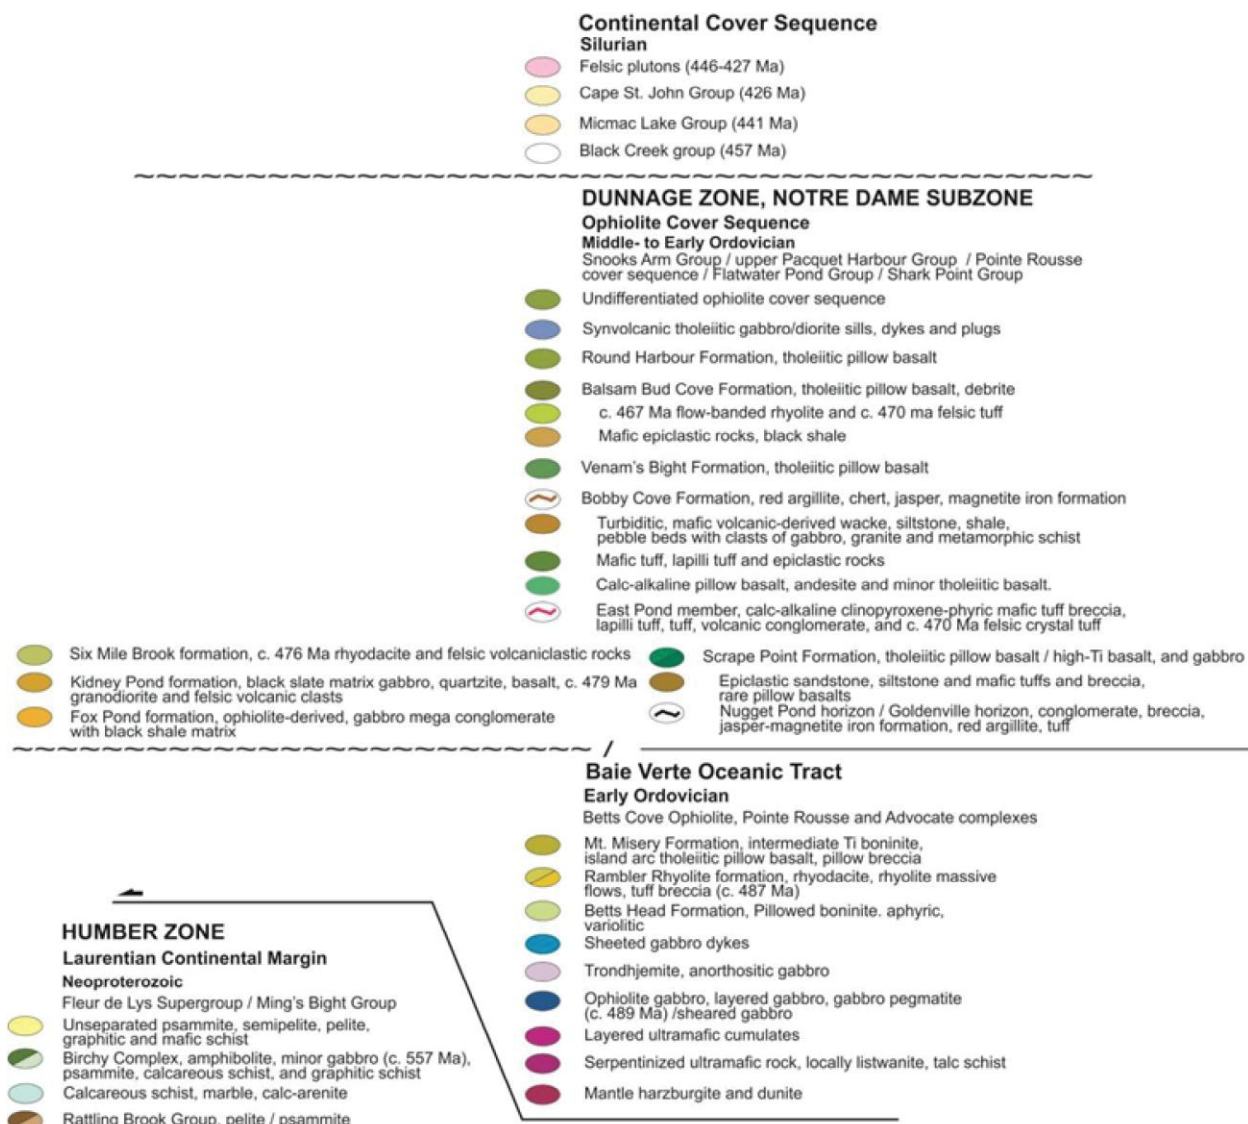 Continental Cover Sequence
Silurian
Felsic plutons (446-427 Ma)
Cape St. John Group (426 Ma)
Micmac Lake Group (441 Ma)
Black Creek group (457 Ma)
DUNNAGE ZONE, NOTRE DAME SUBZONE
Ophiolite Cover Sequence
Middle- to Early Ordovician
Snooks Arm Group / upper Pacquet Harbour Group / Pointe Rousse
cover sequence / Flatwater Pond Group / Shark Point Group
Undifferentiated ophiolite cover sequence
Synvolcanic tholeiitic gabbro/diorite sills, dykes and plugs
Round Harbour Formation, tholeiitic pillow basalt
Balsam Bud Cove Formation, tholeiitic pillow basalt, debrite
c. 467 Ma flow-banded rhyolite and c. 470 ma felsic tuff
Mafic epiclastic rocks, black shale
Venam's Bight Formation, tholeiitic pillow basalt
Bobby Cove Formation, red argillite, chert, jasper, magnetite iron formation
Turbiditic, mafic volcanic-derived wacke, siltstone, shale,
pebble beds with clasts of gabbro, granite and metamorphic schist
Mafic tuff, lapilli tuff and epiclastic rocks
Calc-alkaline pillow basalt, andesite and minor tholeiitic basalt.
East Pond member, calc-alkaline clinopyroxene-phyric mafic tuff breccia,
lapilli tuff, tuff, volcanic conglomerate, and c. 470 Ma felsic crystal tuff
Six Mile Brook formation, c. 476 Ma rhyodacite and felsic volcaniclastic rocks
Kidney Pond formation, black slate matrix gabbro, quartzite, basalt, c. 479 Ma
granodiorite and felsic volcanic clasts
Fox Pond formation, ophiolite-derived, gabbro mega conglomerate
with black shale matrix
Scrape Point Formation, tholeiitic pillow basalt / high-Ti basalt, and gabbro
Epiclastic sandstone, siltstone and mafic tuffs and breccia,
rare pillow basalts
Nugget Pond horizon / Goldenville horizon, conglomerate, breccia,
jasper-magnetite iron formation, red argillite, tuff
/
Baie Verte Oceanic Tract
Early Ordovician
Betts Cove Ophiolite, Pointe Rousse and Advocate complexes
Mt. Misery Formation, intermediate Ti boninite,
island arc tholeiitic pillow basalt, pillow breccia
Rambler Rhyolite formation, rhyodacite, rhyolite massive
flows, tuff breccia (c. 487 Ma)
Betts Head Formation, Pillowed boninite. aphyric,
variolitic
Sheeted gabbro dykes
Trondhjemite, anorthositic gabbro
Ophiolite gabbro, layered gabbro, gabbro pegmatite
(c. 489 Ma) /sheared gabbro
Layered ultramafic cumulates
Serpentinized ultramafic rock, locally listwanite, talc schist
Mantle harzburgite and dunite
HUMBER ZONE
Laurentian Continental Margin
Neoproterozoic
Fleur de Lys Supergroup / Ming's Bight Group
Unseparated psammite, semipelite, pelite,
graphitic and mafic schist
Birchy Complex, amphibolite, minor gabbro (c. 557 Ma),
psammite, calcareous schist, and graphitic schist
Calcareous schist, marble, calc-arenite
Rattling Brook Group, pelite / psammite